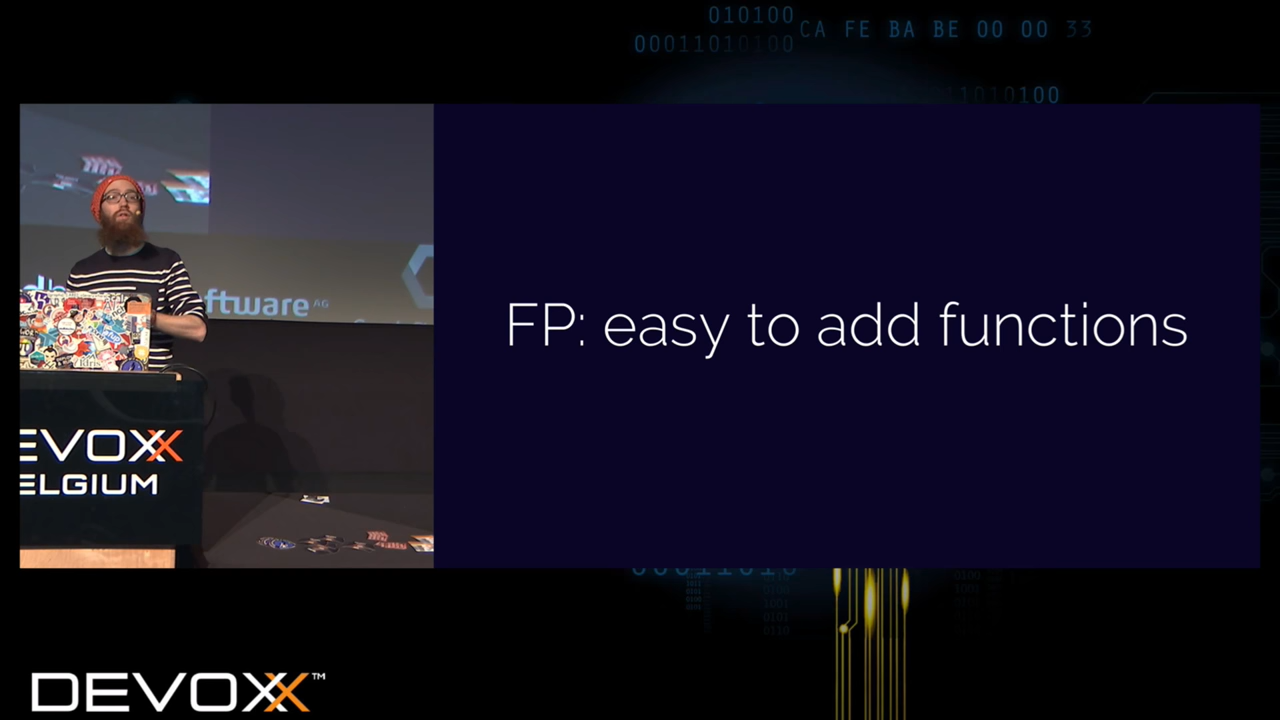 010100
00011010100
CA FE BA BE 00 00 33
1010100
ftware AG
FP: easy to add functions
EVOXX
ELGIUM
DEVOXX™